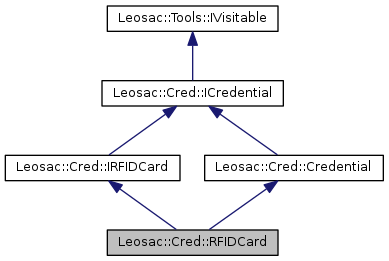 Leosac::Tools::IVisitable
Leosac::Cred::ICredential
Leosac::Cred::IRFIDCard
Leosac::Cred::Credential
Leosac::Cred::RFIDCard